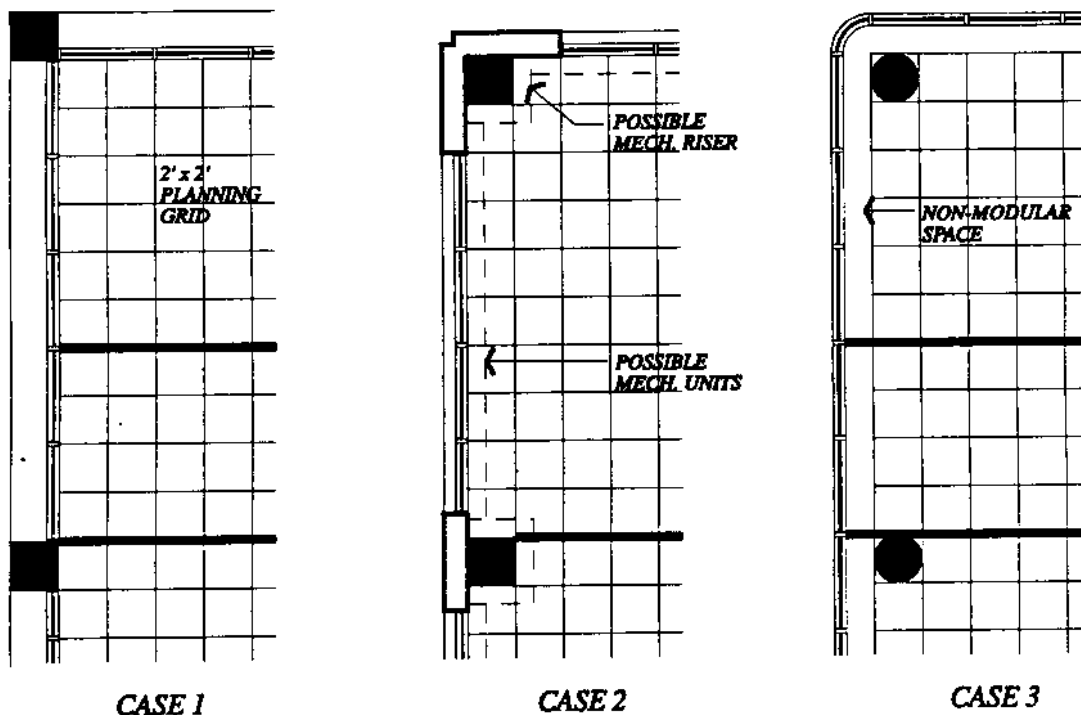 2' x 2'
PLANNING
GRID
CASE 1
POSSIBLE
MECH. RISER
POSSIBLE
MECH. UNITS
CASE 2
NON-MODULAR
SPACE
CASE 3